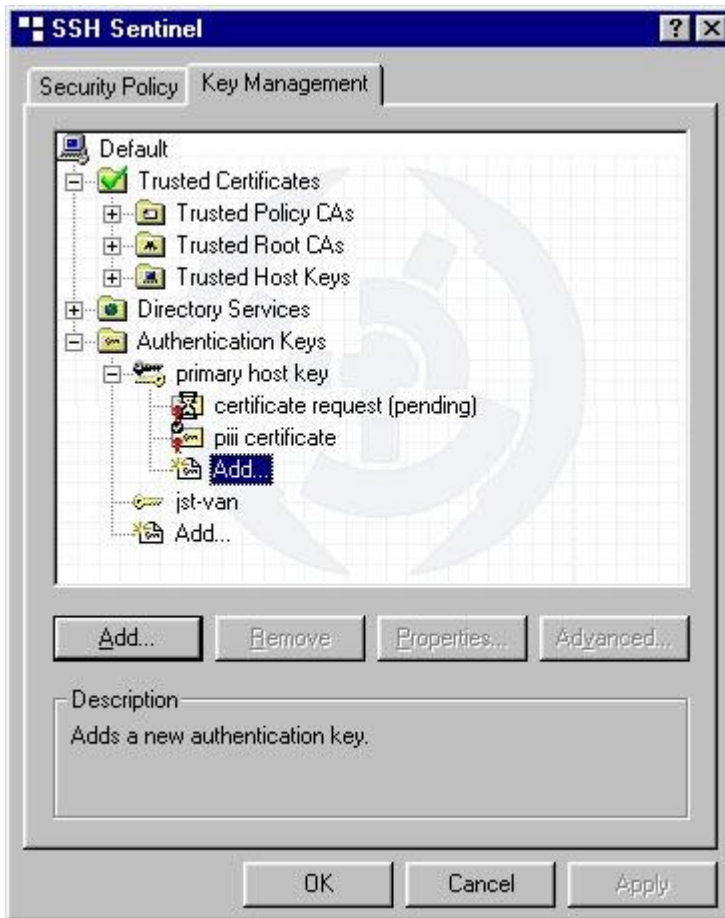 SSH Sentinel
Security Policy Key Management
Default
Trusted Certificates
Trusted Policy CAs
Trusted Root CAs
Trusted Host Keys
Directory Services
Authentication Keys
primary host key
certificate request (pending)
piii certificate
Add...
jst-van
Add...
Add... Remove Properties... Advanced...
Description
Adds a new authentication key.
OK Cancel Apply